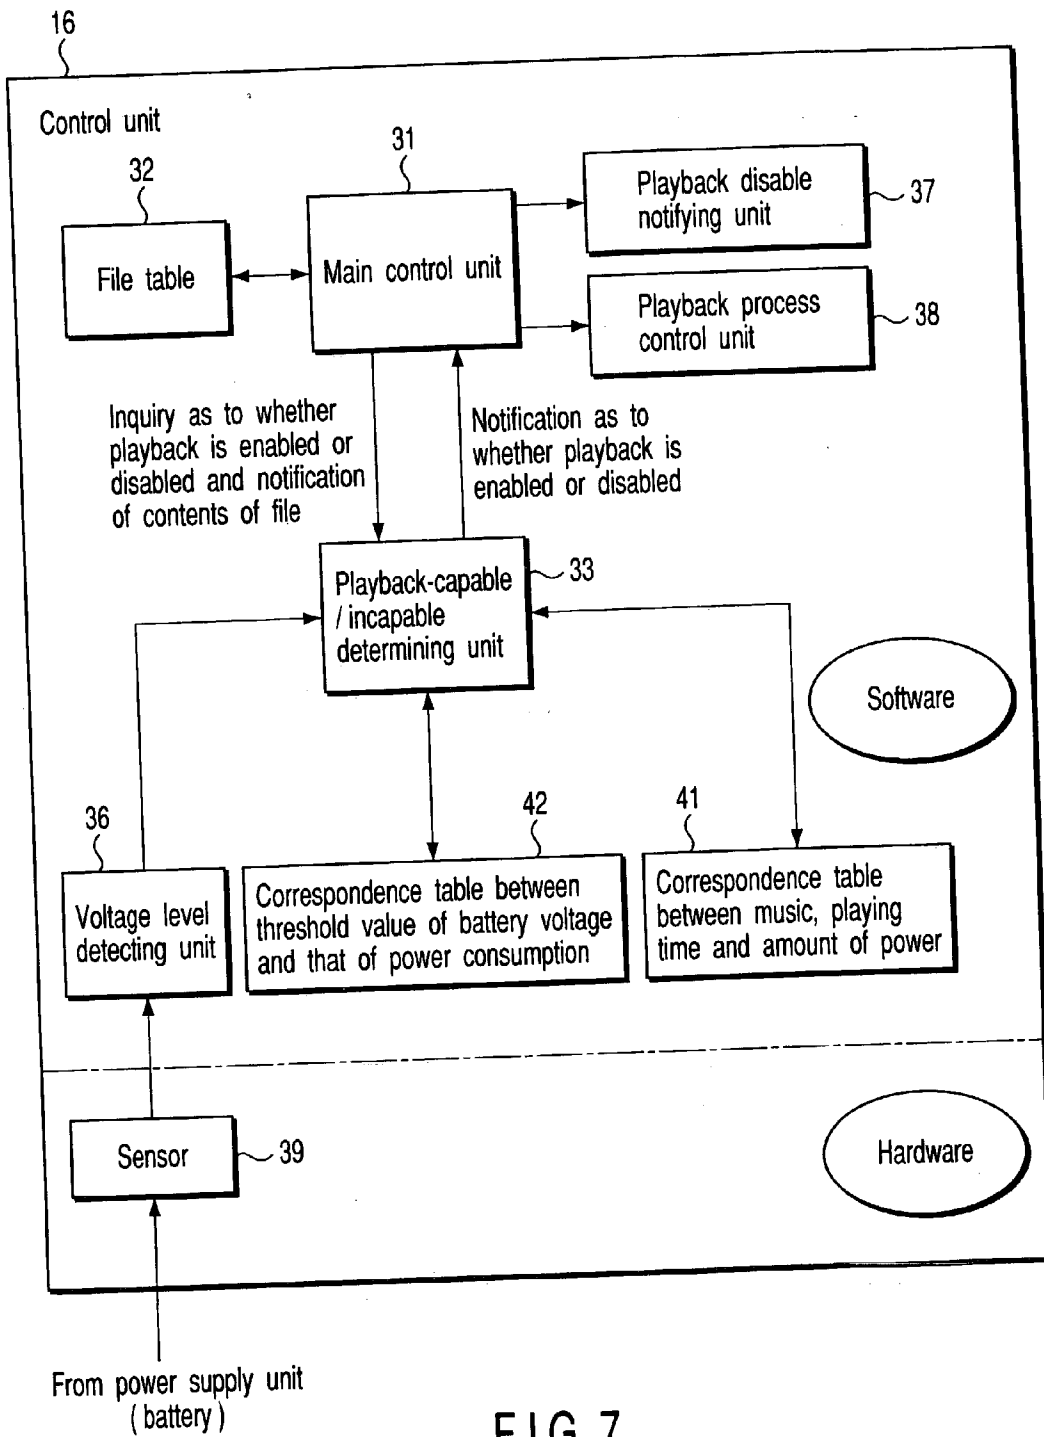 16
Control unit
32
31
37
38
File table
Main control unit
Playback disable
notifying unit
Playback process
control unit
Inquiry as to whether
playback is enabled or
disabled and notification
of contents of file
Notification as to
whether playback is
enabled or disabled
33
Playback-capable
/ incapable
determining unit
Software
36
42
41
Voltage level
detecting unit
Correspondence table between
threshold value of battery voltage
and that of power consumption
Correspondence table
between music, playing
time and amount of power
Sensor
39
Hardware
From power supply unit
( battery )
FIG. 7